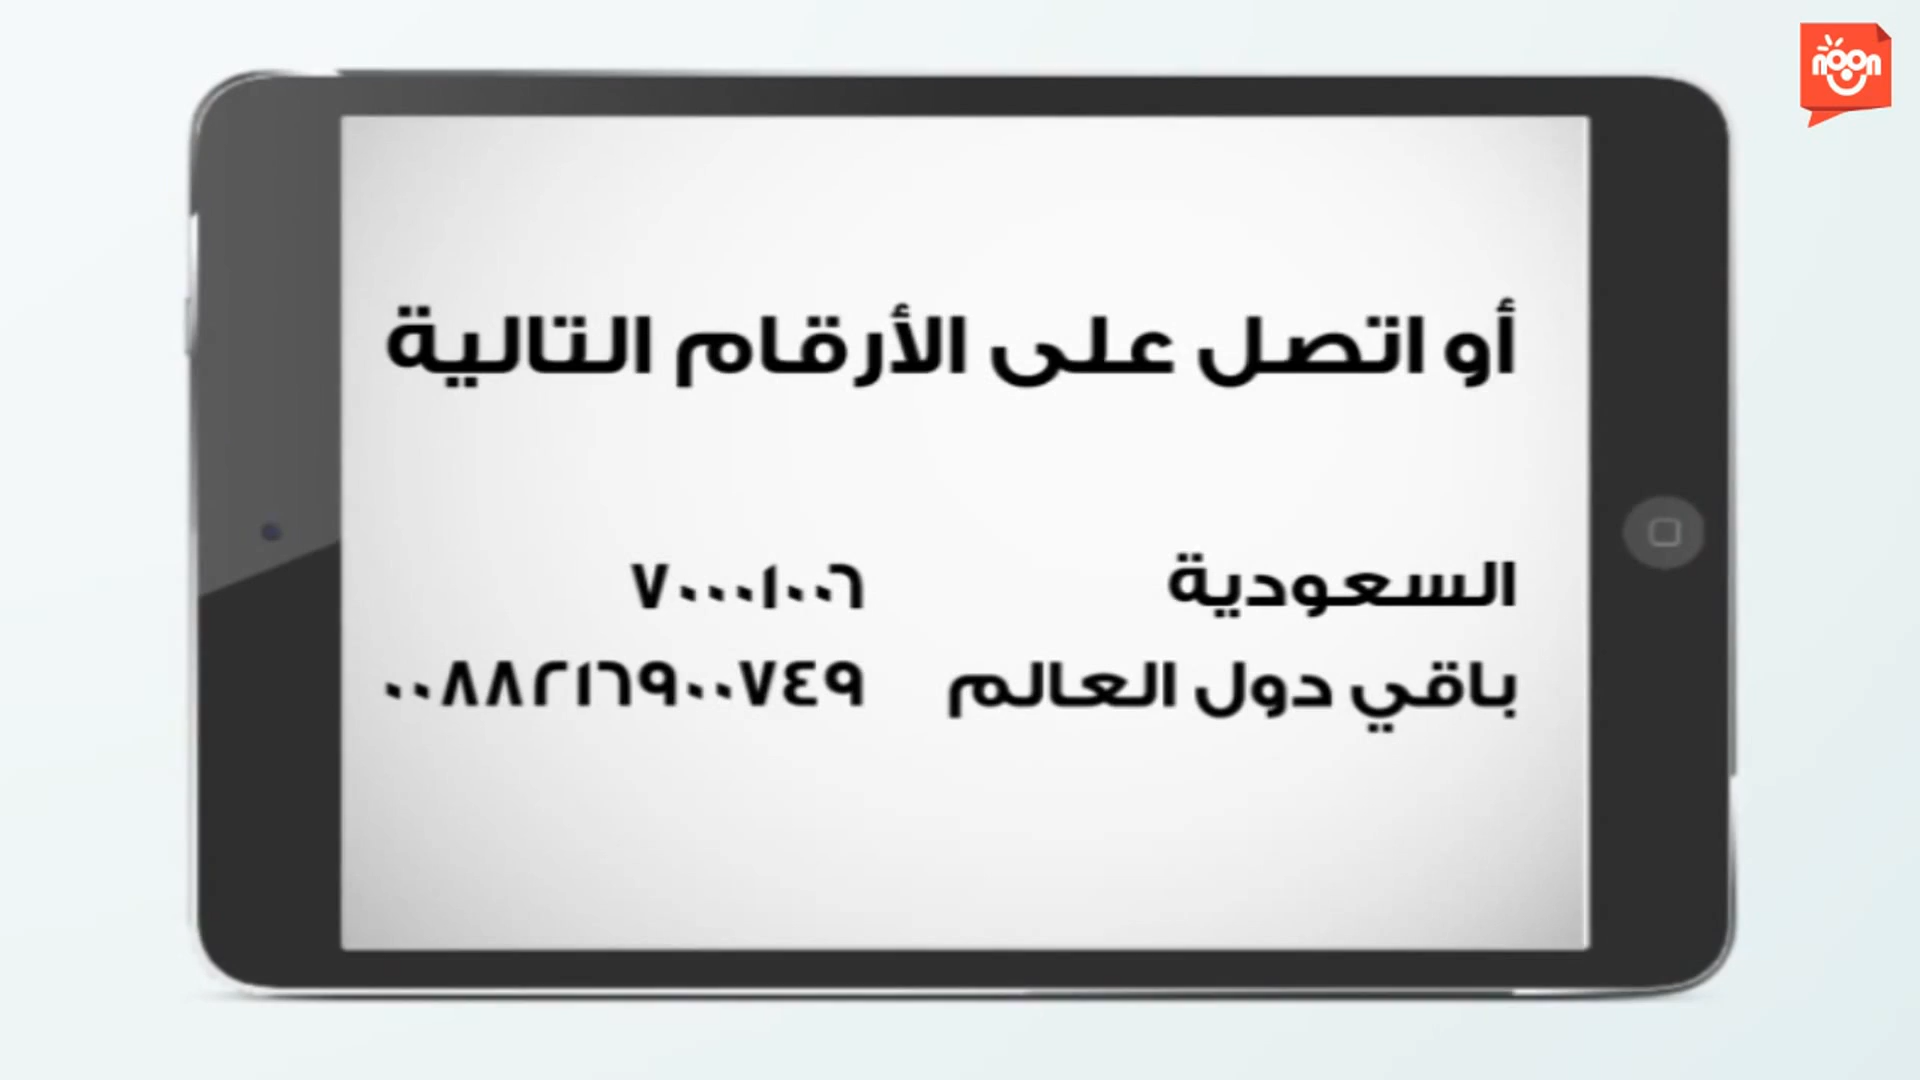 noon
أو اتصل على الأرقام التالية
السعودية ٧٠٠٠١٠٠٦
باقي دول العالم ٠٠٨٨٢١٦٩٠٠٧٤٩